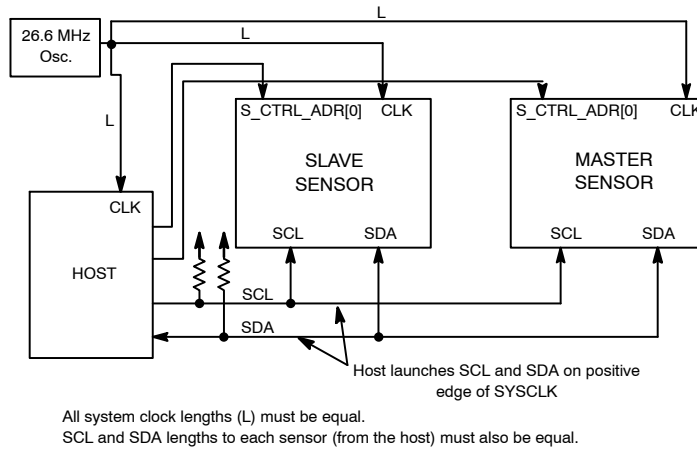 L
26.6 MHz
Osc.
L
L
S_CTRL_ADR[0] CLK
SLAVE
SENSOR
SCL SDA
S_CTRL_ADR[0] CLK
MASTER
SENSOR
SCL SDA
CLK
HOST
SCL
SDA
Host launches SCL and SDA on positive
edge of SYSCLK
All system clock lengths (L) must be equal.
SCL and SDA lengths to each sensor (from the host) must also be equal.